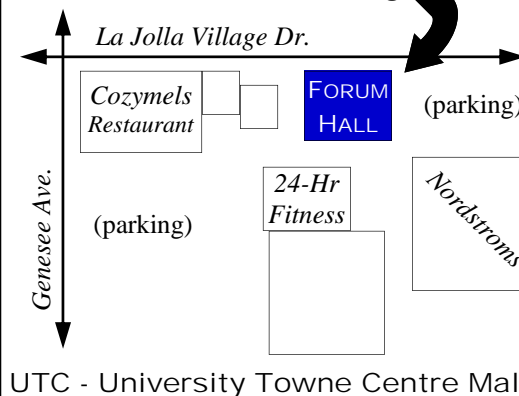 La Jolla Village Dr.
Cozymels
Restaurant
FORUM
HALL
(parking)
24-Hr
Fitness
Nordstroms
Genesee Ave.
(parking)
UTC - University Towne Centre Mal